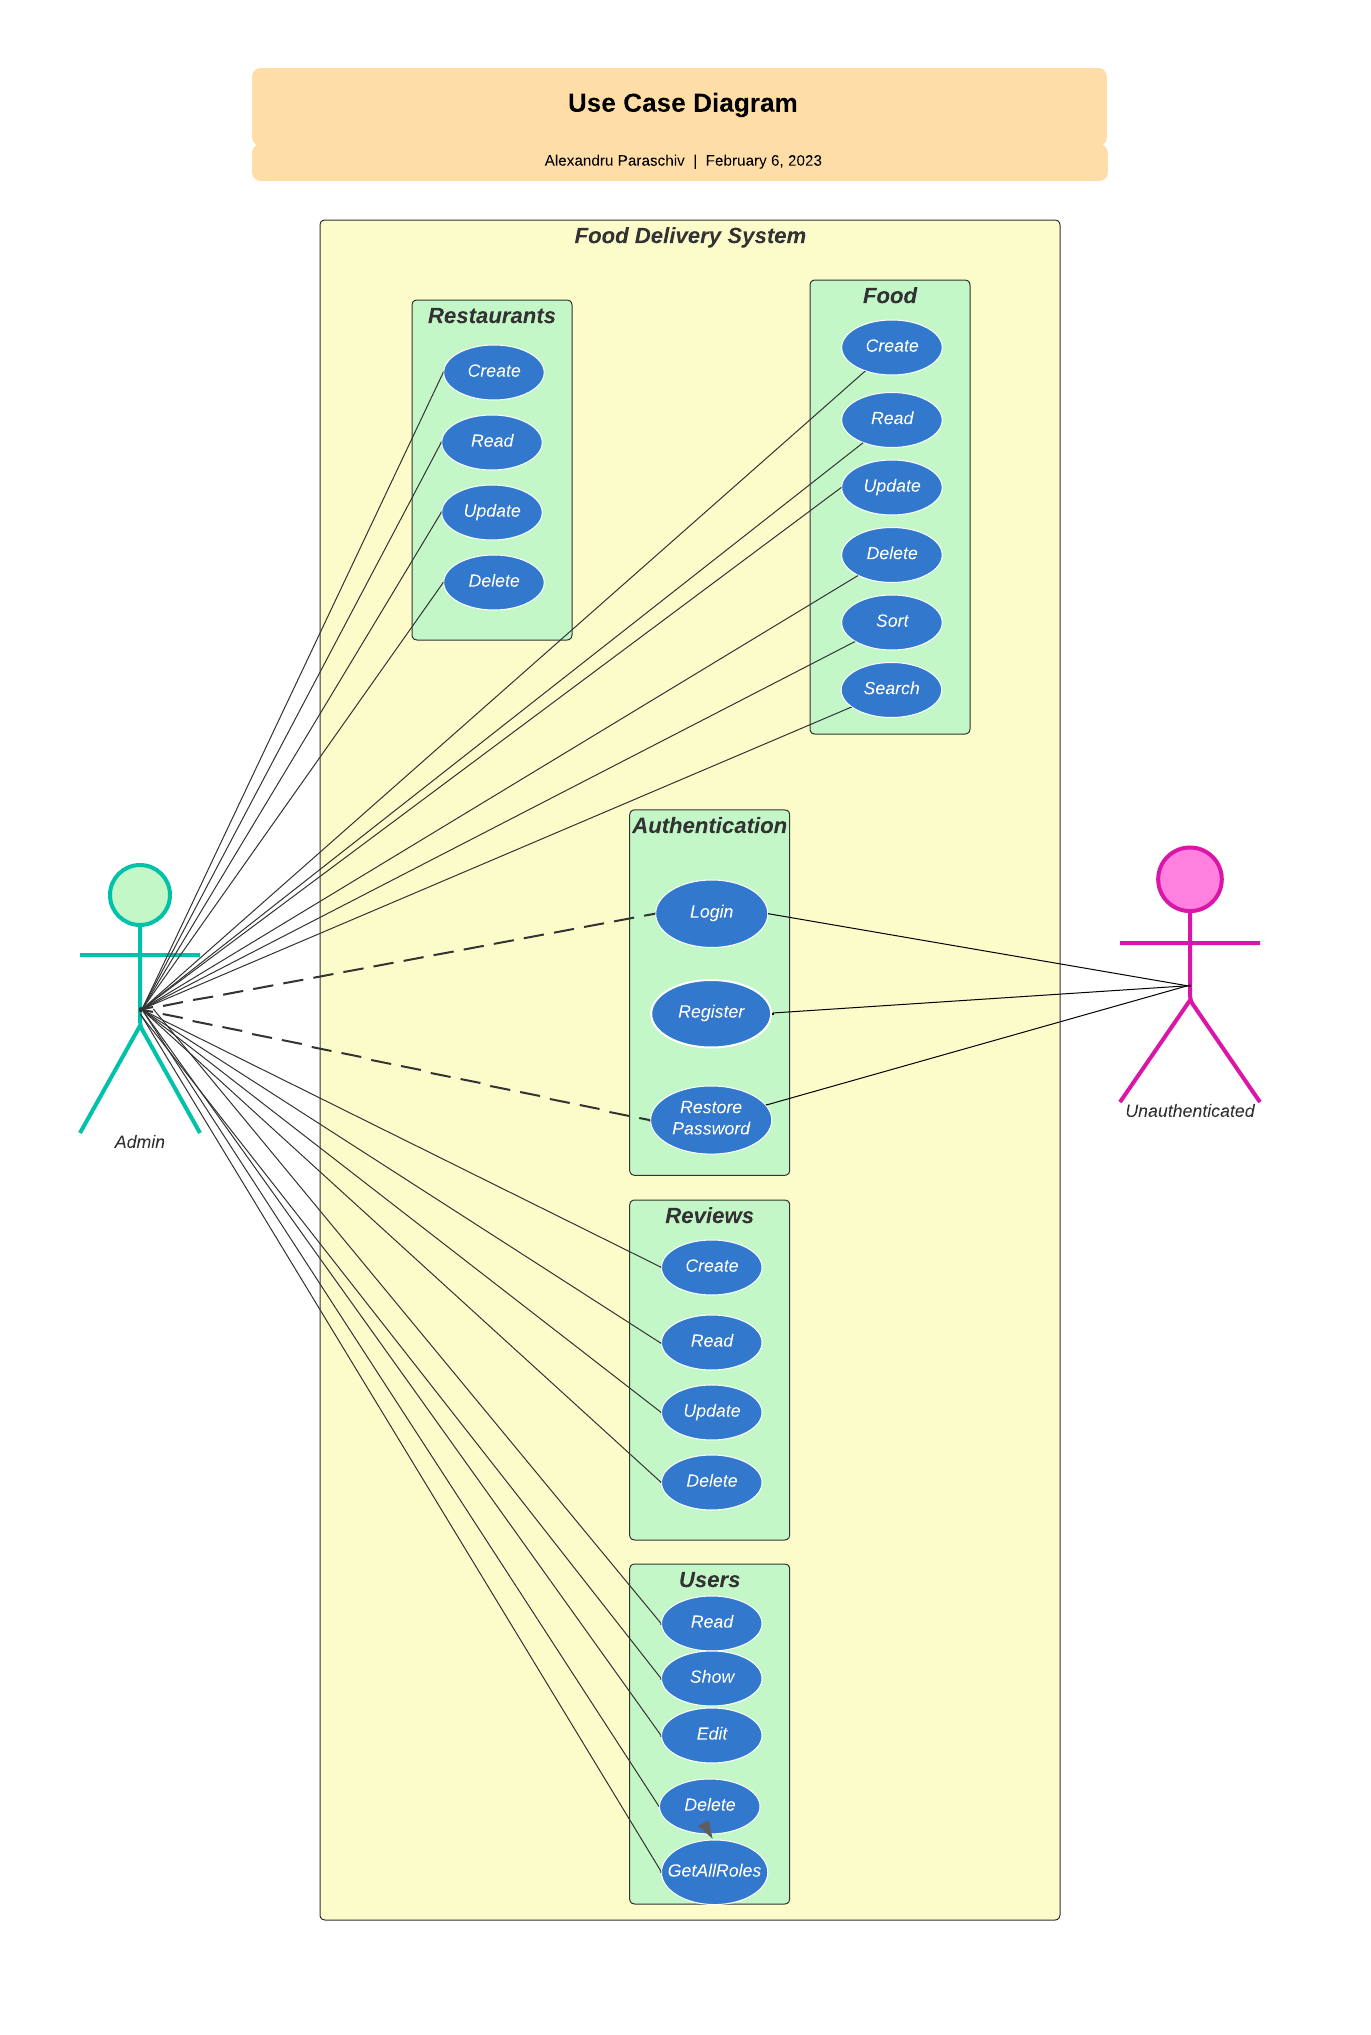 Use Case Diagram
Alexandru Paraschiv | February 6, 2023
Food Delivery System
Restaurants
Create
Read
Update
Delete
Food
Create
Read
Update
Delete
Sort
Search
Authentication
Login
Register
Restore
Password
Admin
Unauthenticated
Reviews
Create
Read
Update
Delete
Users
Read
Show
Edit
Delete
GetAllRoles